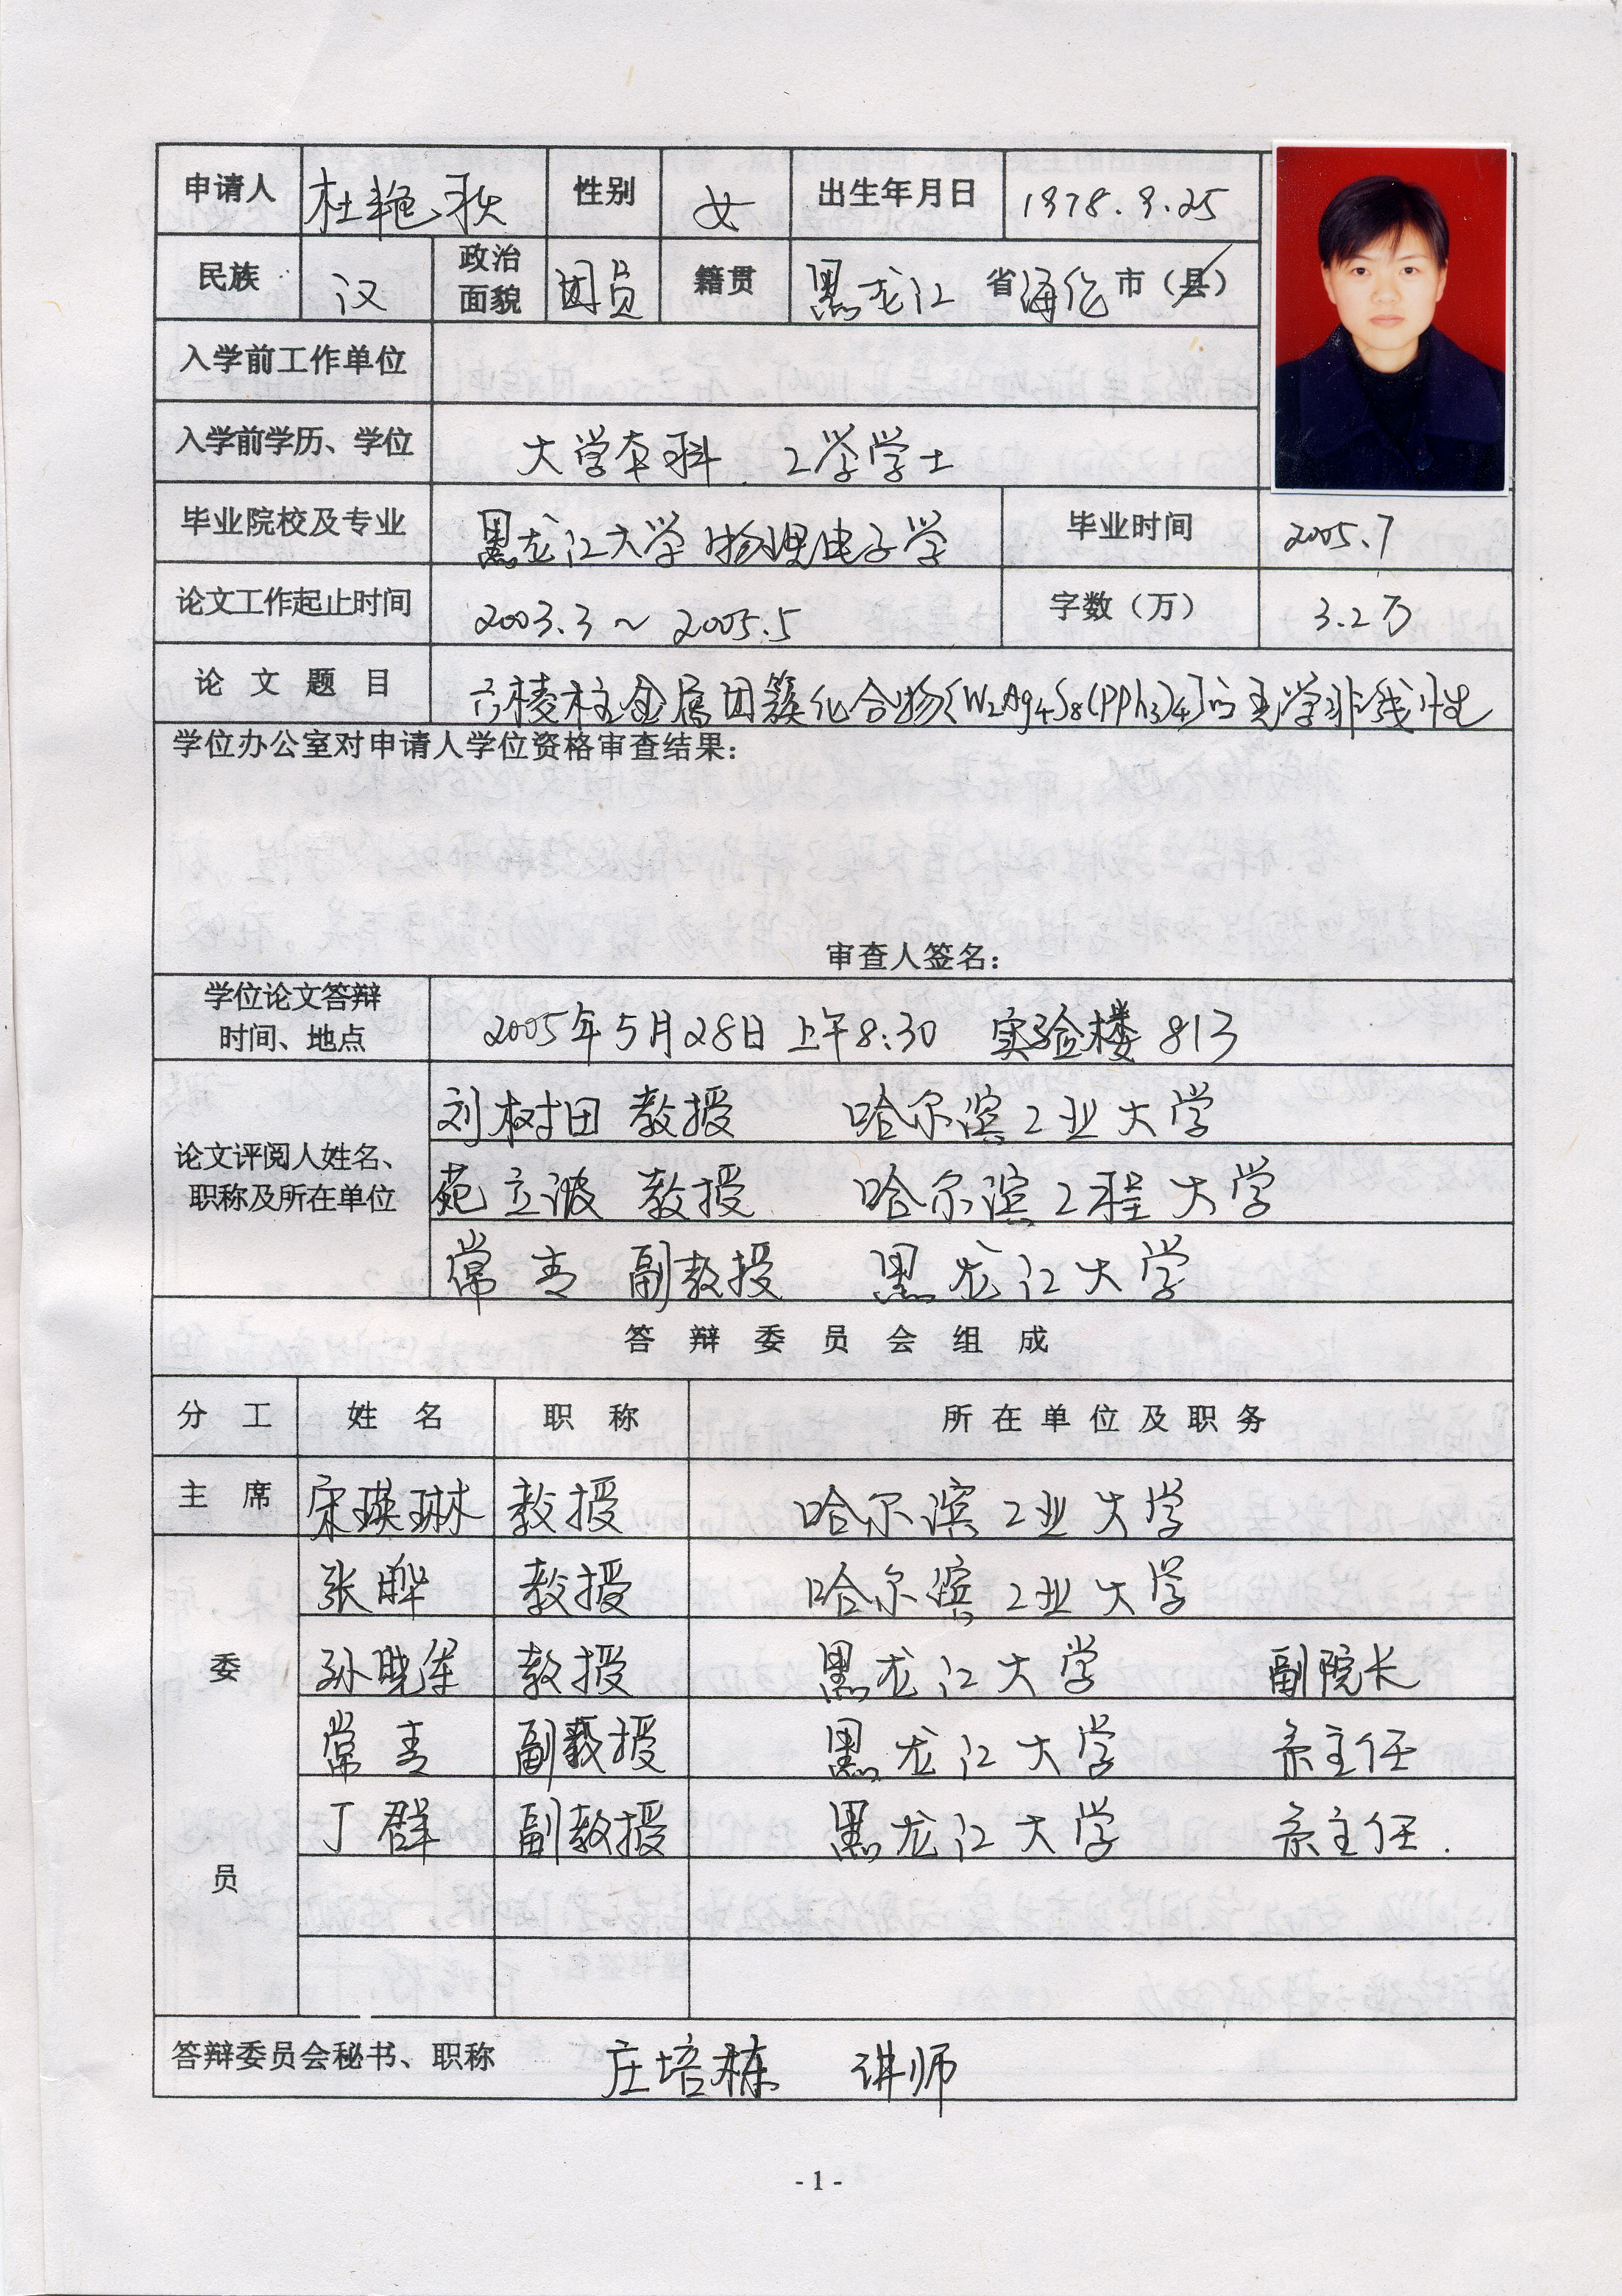 申请人 杜艳秋 性别 女 出生年月日 1978.9.25
民族 汉 政治面貌 团员 籍贯 黑龙江 省 海伦 市（县）
入学前工作单位
入学前学历、学位 大学本科 工学学士
毕业院校及专业 黑龙江大学 物理电子学 毕业时间 2005.7
论文工作起止时间 2003.3～2005.5 字数（万） 3.2万
论文题目 六棱柱金属团簇化合物[W2Ag4S8(PPh3)4]的光学非线性
学位办公室对申请人学位资格审查结果：
审查人签名：
学位论文答辩时间、地点 2005年5月28日 上午8:30 实验楼 813
论文评阅人姓名、职称及所在单位
刘树田 教授 哈尔滨工业大学
苑立波 教授 哈尔滨工程大学
常青 副教授 黑龙江大学
答辩委员会组成
分工 姓名 职称 所在单位及职务
主席 宋瑛琳 教授 哈尔滨工业大学
委员
张晔 教授 哈尔滨工业大学
孙晓军 教授 黑龙江大学 副院长
常青 副教授 黑龙江大学 系主任
丁群 副教授 黑龙江大学 系主任.
答辩委员会秘书、职称 庄培栋 讲师
- 1 -